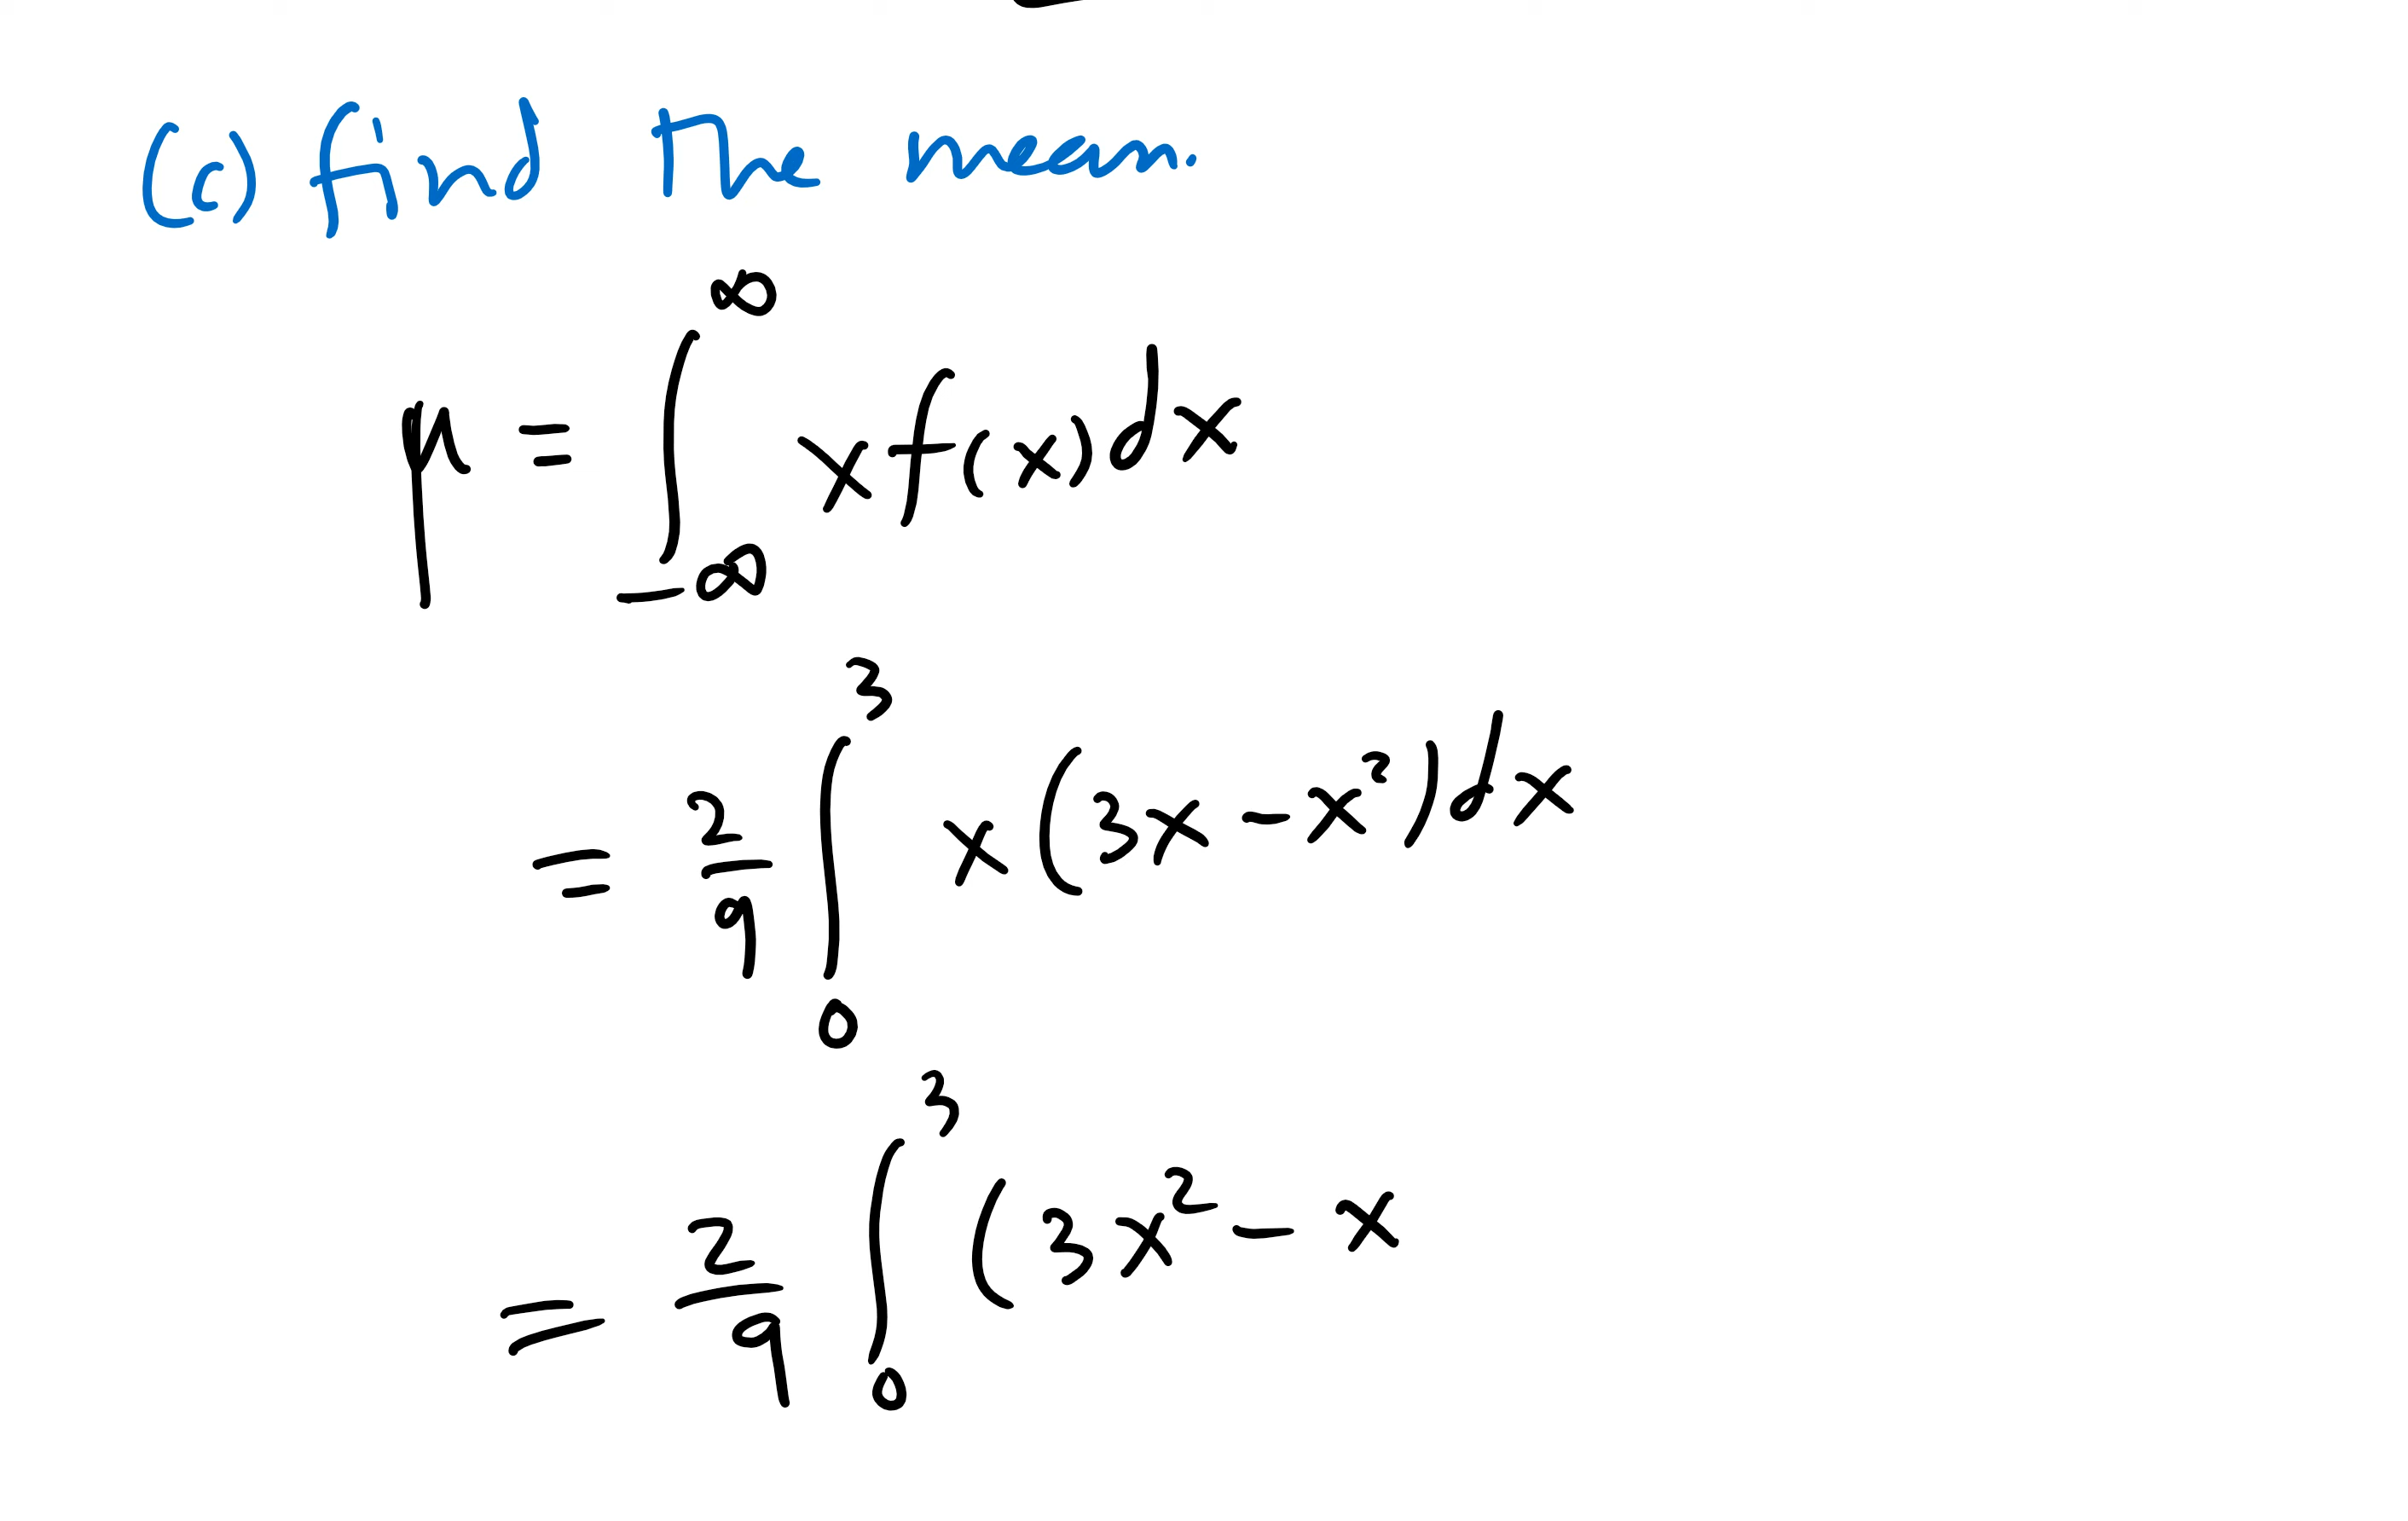 (c) find the mean.
μ = ∫_{-∞}^{∞} x f(x) dx
= 2/9 ∫_0^3 x (3x - x²) dx
= 2/9 ∫_0^3 (3x² - x